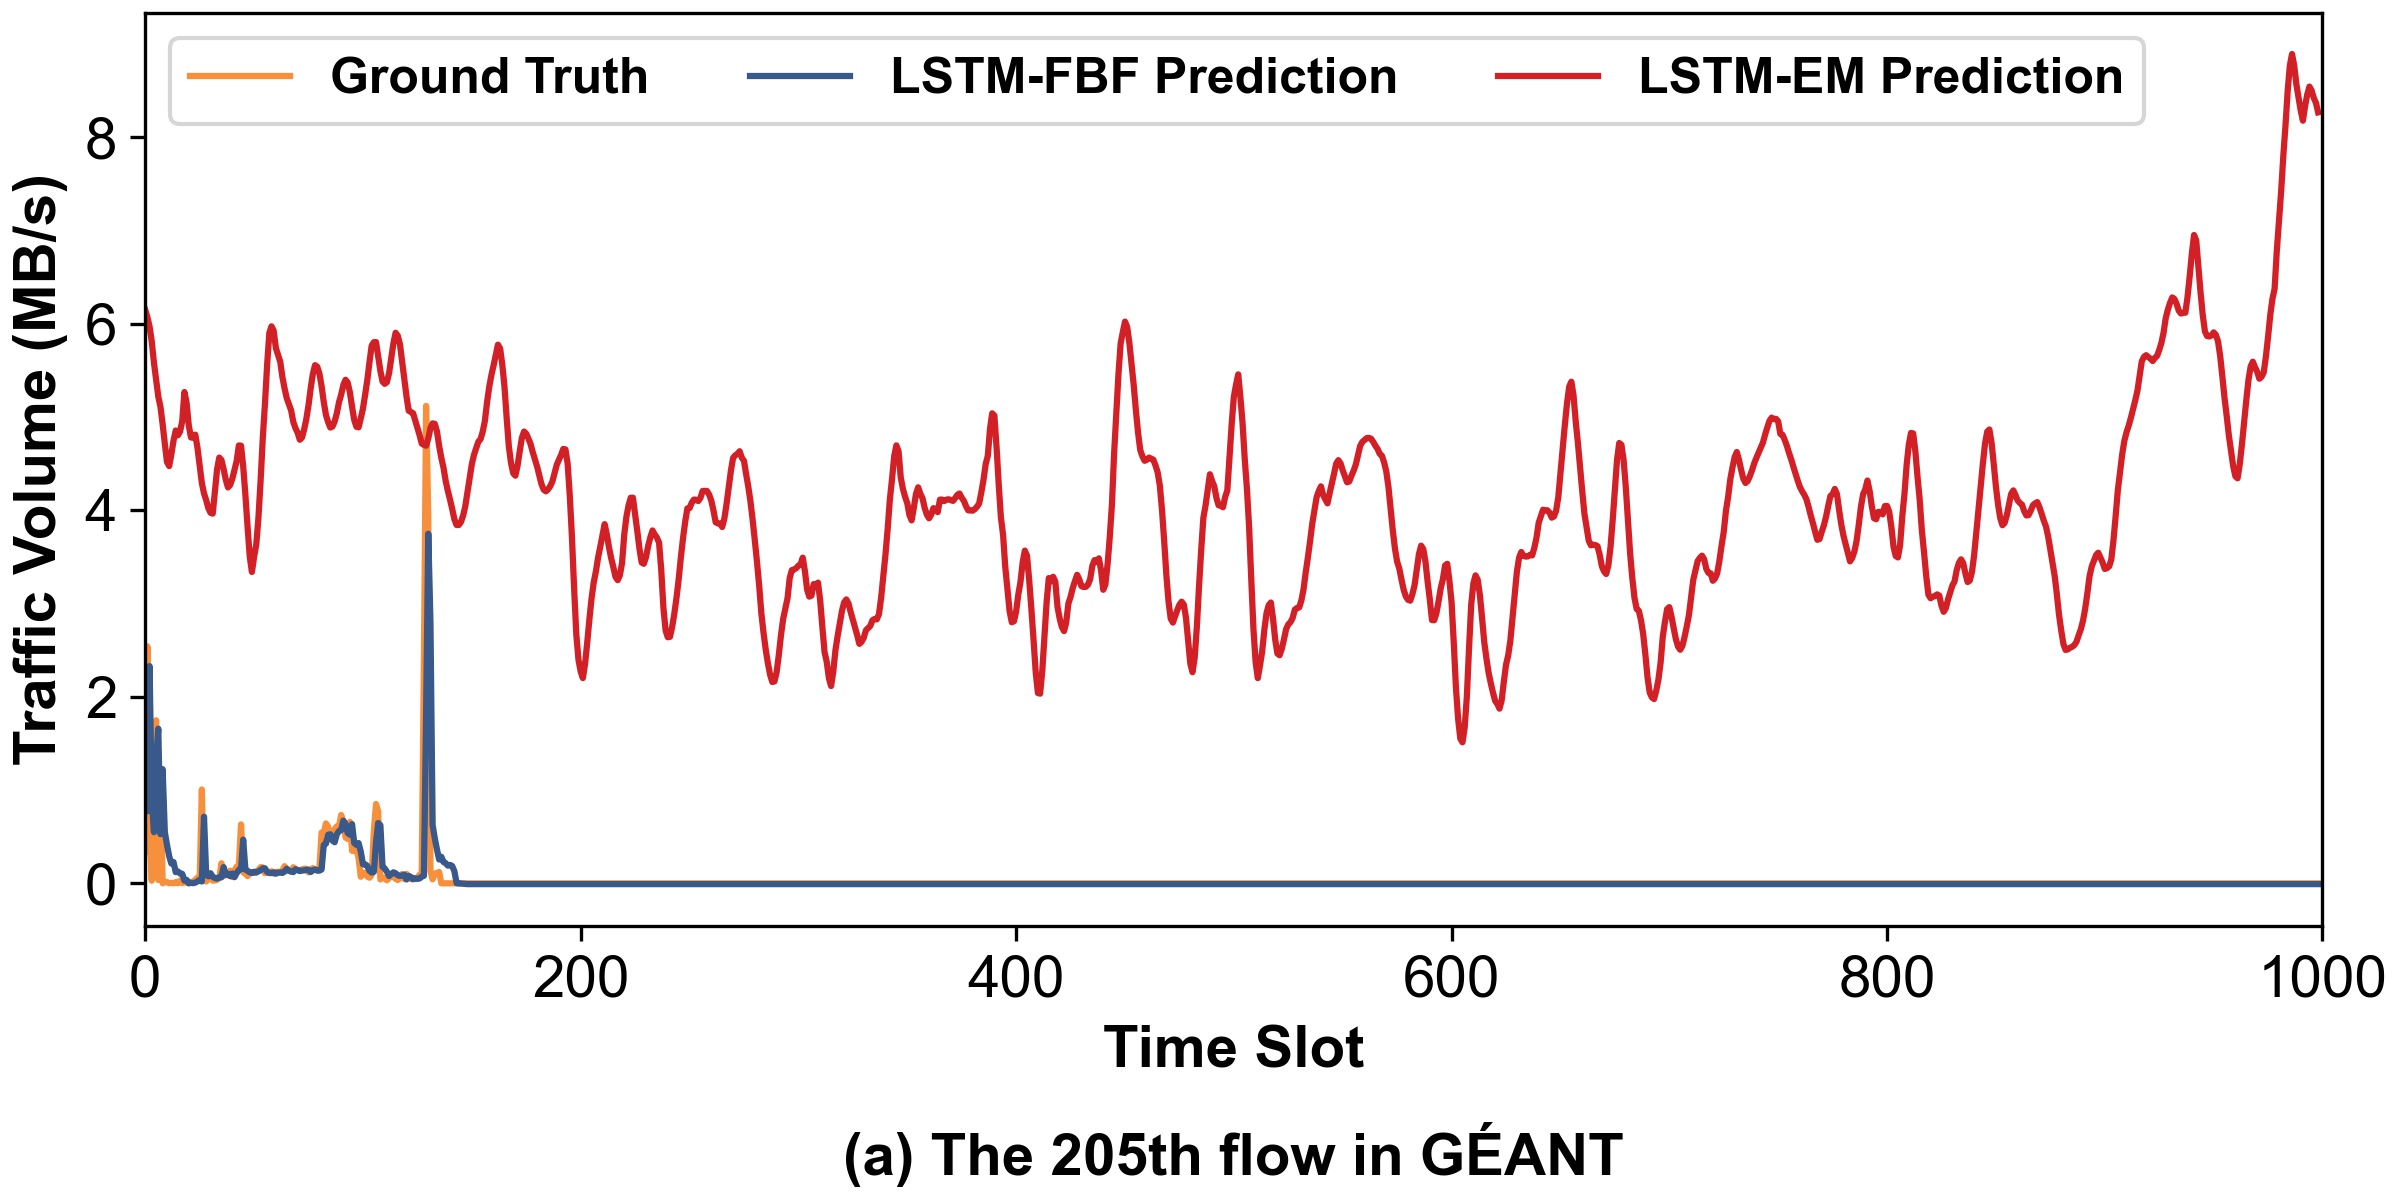 Ground Truth LSTM-FBF Prediction LSTM-EM Prediction
Traffic Volume (MB/s)
8
6
4
2
0
0 200 400 600 800 1000
Time Slot
(a) The 205th flow in GÉANT